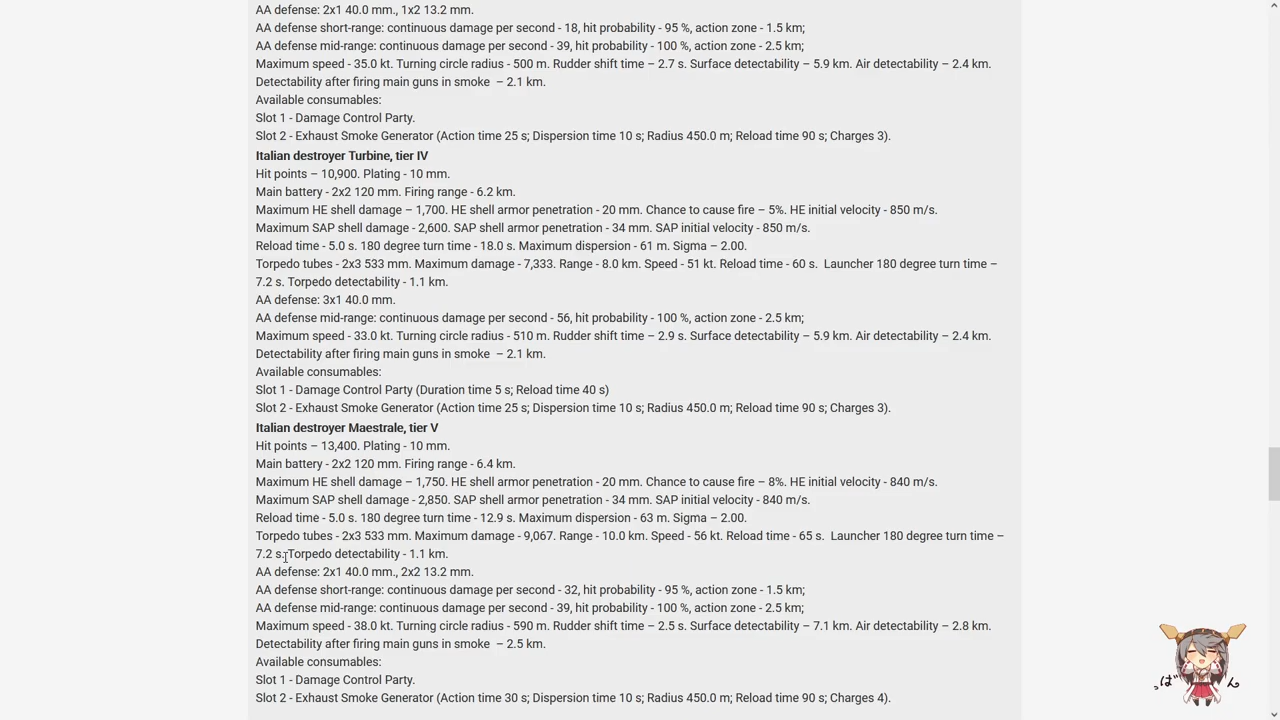 AA defense: 2x1 40.0 mm., 1x2 13.2 mm.
AA defense short-range: continuous damage per second - 18, hit probability - 95 %, action zone - 1.5 km;
AA defense mid-range: continuous damage per second - 39, hit probability - 100 %, action zone - 2.5 km;
Maximum speed - 35.0 kt. Turning circle radius - 500 m. Rudder shift time – 2.7 s. Surface detectability – 5.9 km. Air detectability – 2.4 km.
Detectability after firing main guns in smoke – 2.1 km.
Available consumables:
Slot 1 - Damage Control Party.
Slot 2 - Exhaust Smoke Generator (Action time 25 s; Dispersion time 10 s; Radius 450.0 m; Reload time 90 s; Charges 3).
Italian destroyer Turbine, tier IV
Hit points – 10,900. Plating - 10 mm.
Main battery - 2x2 120 mm. Firing range - 6.2 km.
Maximum HE shell damage – 1,700. HE shell armor penetration - 20 mm. Chance to cause fire – 5%. HE initial velocity - 850 m/s.
Maximum SAP shell damage - 2,600. SAP shell armor penetration - 34 mm. SAP initial velocity – 850 m/s.
Reload time - 5.0 s. 180 degree turn time - 18.0 s. Maximum dispersion - 61 m. Sigma – 2.00.
Torpedo tubes - 2x3 533 mm. Maximum damage - 7,333. Range - 8.0 km. Speed - 51 kt. Reload time - 60 s. Launcher 180 degree turn time –
7.2 s. Torpedo detectability - 1.1 km.
AA defense: 3x1 40.0 mm.
AA defense mid-range: continuous damage per second - 56, hit probability - 100 %, action zone - 2.5 km;
Maximum speed - 33.0 kt. Turning circle radius - 510 m. Rudder shift time – 2.9 s. Surface detectability – 5.9 km. Air detectability – 2.4 km.
Detectability after firing main guns in smoke – 2.1 km.
Available consumables:
Slot 1 - Damage Control Party (Duration time 5 s; Reload time 40 s)
Slot 2 - Exhaust Smoke Generator (Action time 25 s; Dispersion time 10 s; Radius 450.0 m; Reload time 90 s; Charges 3).
Italian destroyer Maestrale, tier V
Hit points – 13,400. Plating - 10 mm.
Main battery - 2x2 120 mm. Firing range - 6.4 km.
Maximum HE shell damage – 1,750. HE shell armor penetration - 20 mm. Chance to cause fire – 8%. HE initial velocity - 840 m/s.
Maximum SAP shell damage - 2,850. SAP shell armor penetration - 34 mm. SAP initial velocity - 840 m/s.
Reload time - 5.0 s. 180 degree turn time - 12.9 s. Maximum dispersion - 63 m. Sigma – 2.00.
Torpedo tubes - 2x3 533 mm. Maximum damage - 9,067. Range - 10.0 km. Speed - 56 kt. Reload time - 65 s. Launcher 180 degree turn time –
7.2 s. Torpedo detectability - 1.1 km.
AA defense: 2x1 40.0 mm., 2x2 13.2 mm.
AA defense short-range: continuous damage per second - 32, hit probability - 95 %, action zone - 1.5 km;
AA defense mid-range: continuous damage per second - 39, hit probability - 100 %, action zone - 2.5 km;
Maximum speed - 38.0 kt. Turning circle radius - 590 m. Rudder shift time – 2.5 s. Surface detectability – 7.1 km. Air detectability – 2.8 km.
Detectability after firing main guns in smoke – 2.5 km.
Available consumables:
Slot 1 - Damage Control Party.
Slot 2 - Exhaust Smoke Generator (Action time 30 s; Dispersion time 10 s; Radius 450.0 m; Reload time 90 s; Charges 4).
っば ん